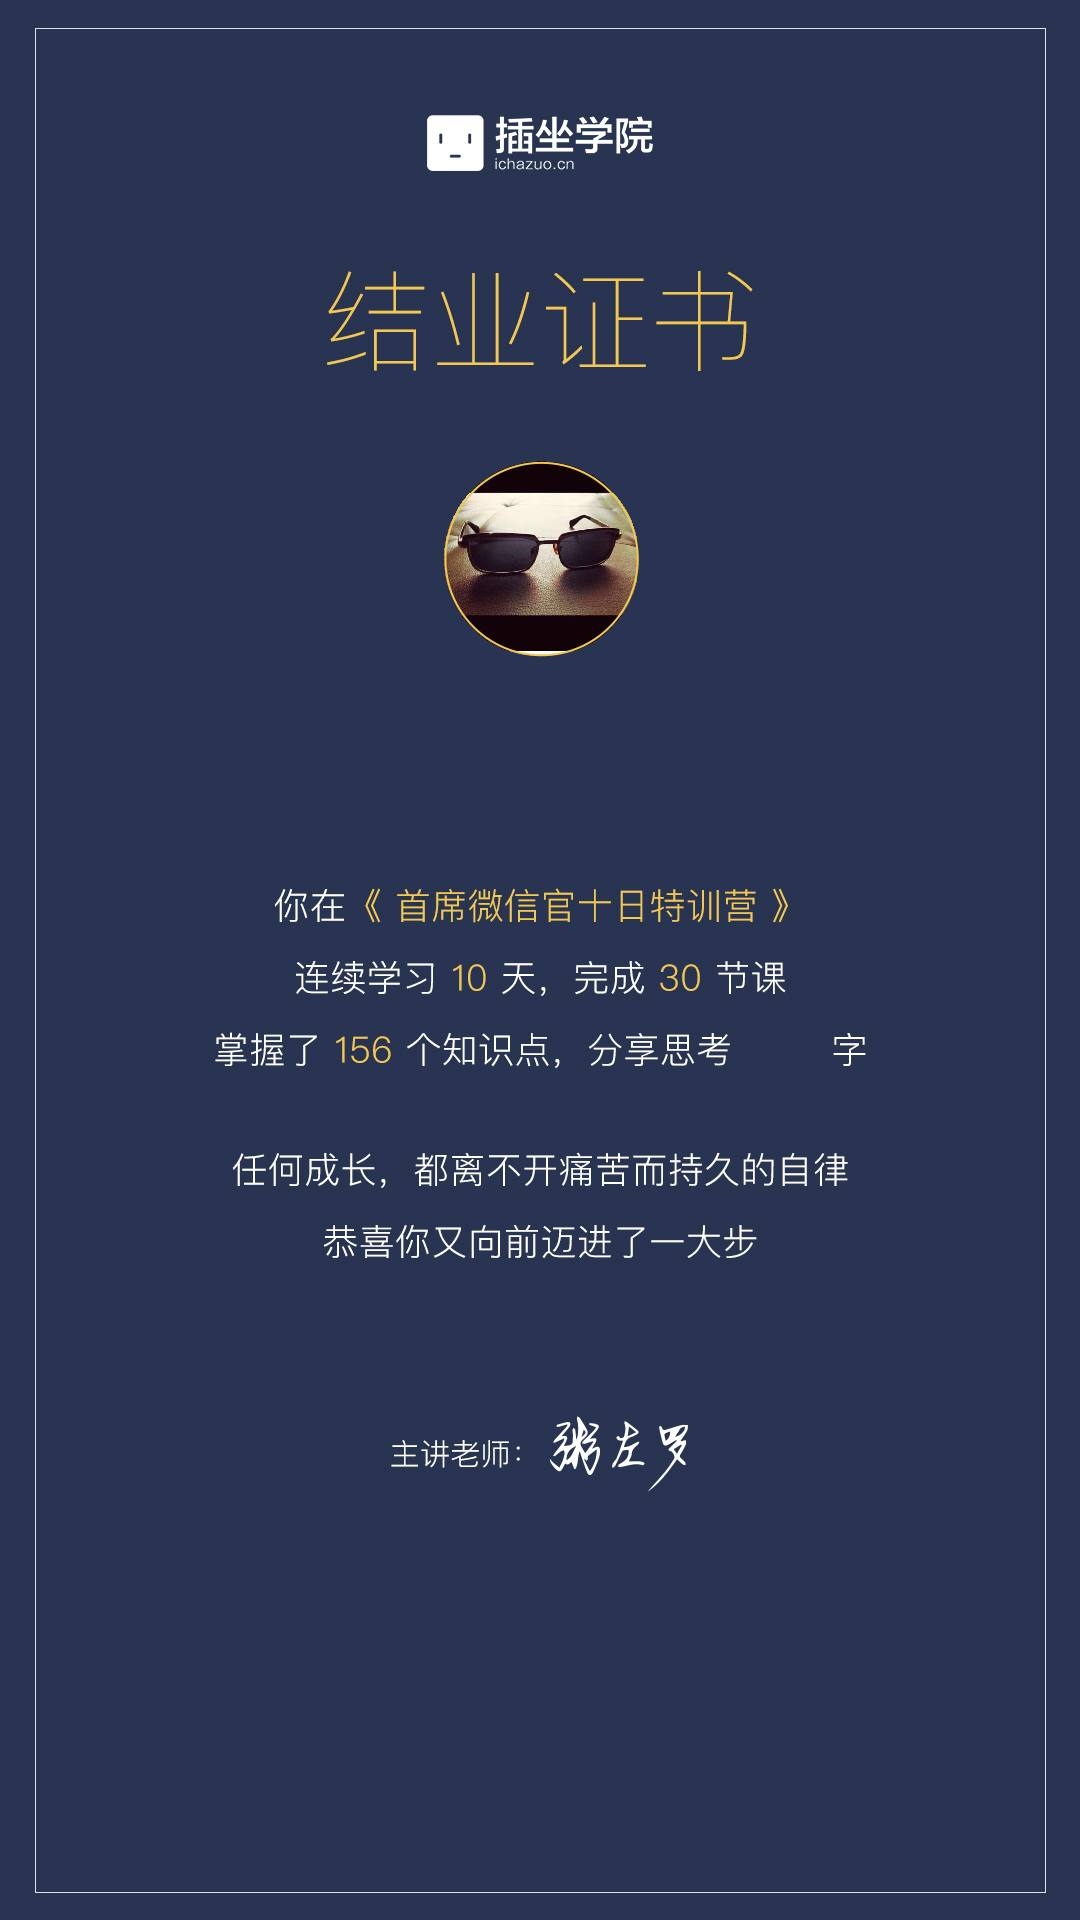 插坐学院
ichazuo.cn
结业证书
你在《 首席微信官十日特训营 》
连续学习 10 天，完成 30 节课
掌握了 156 个知识点，分享思考 字
任何成长，都离不开痛苦而持久的自律
恭喜你又向前迈进了一大步
主讲老师：粥左罗